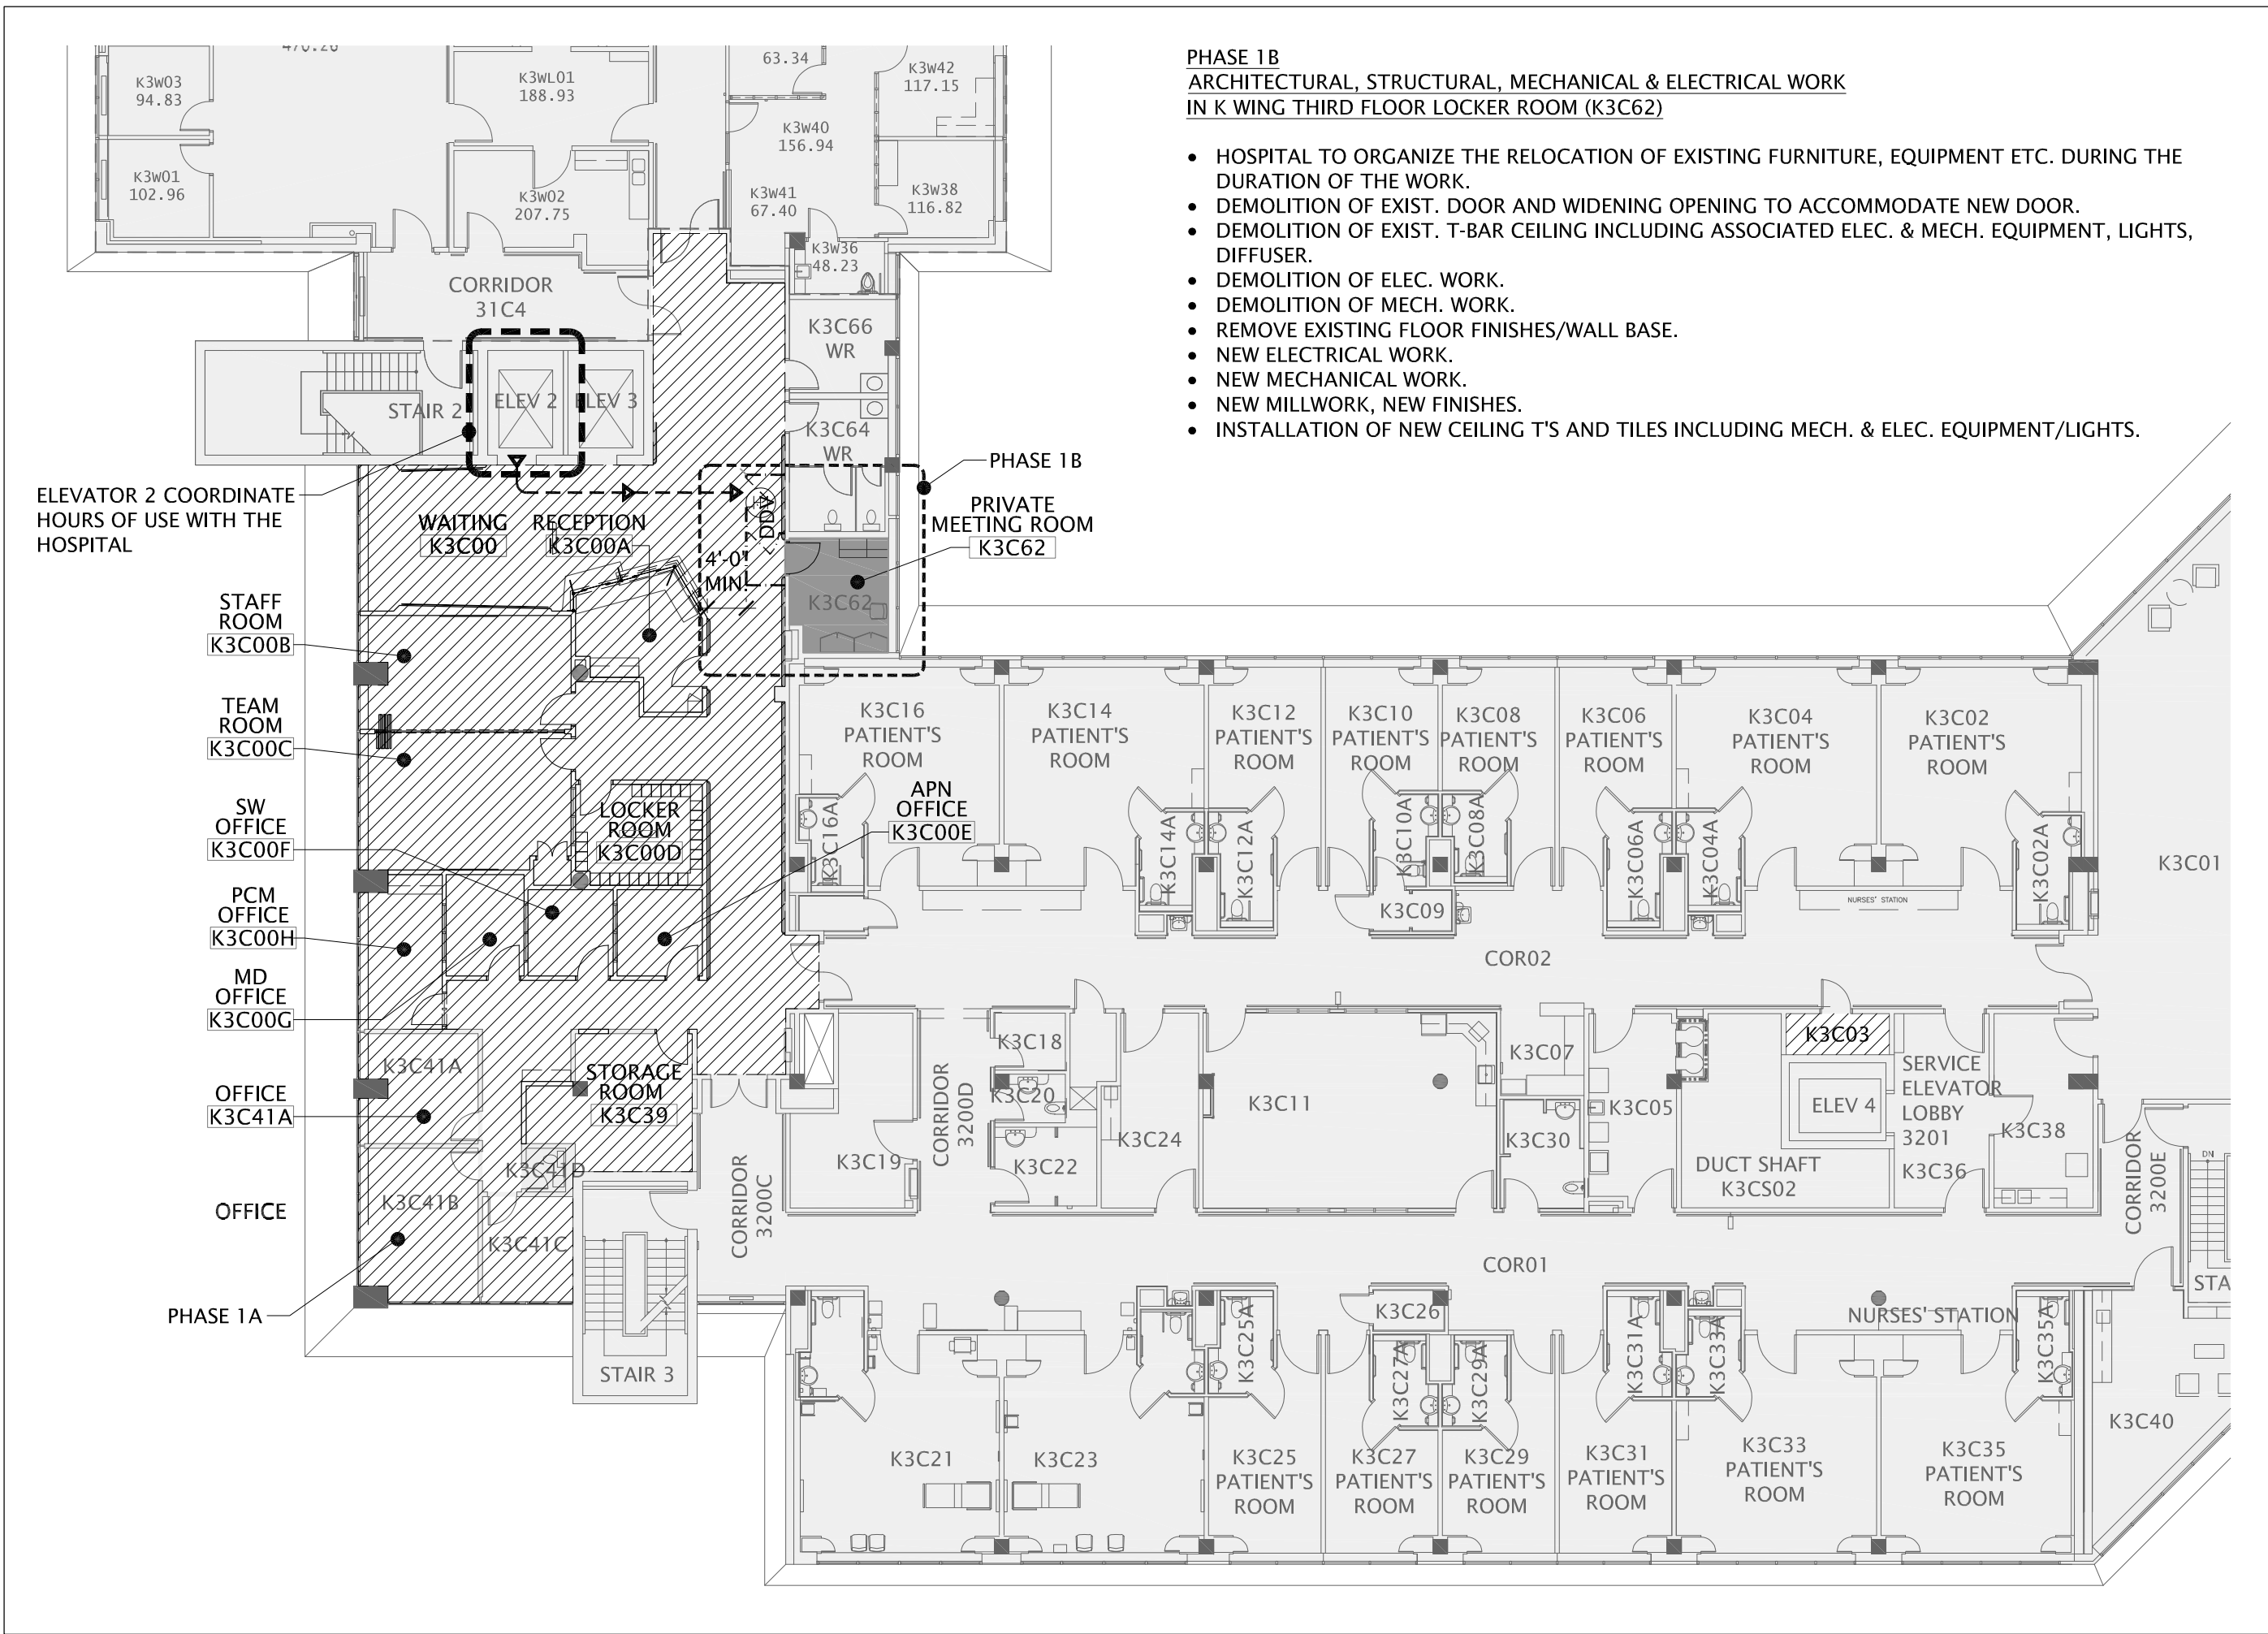 470.26
K3W03
94.83
K3W01
102.96
K3WL01
188.93
K3W02
207.75
63.34
K3W42
117.15
K3W40
156.94
K3W41
67.40
K3W38
116.82
K3W36
48.23
CORRIDOR
31C4
PHASE 1B
ARCHITECTURAL, STRUCTURAL, MECHANICAL & ELECTRICAL WORK
IN K WING THIRD FLOOR LOCKER ROOM (K3C62)
• HOSPITAL TO ORGANIZE THE RELOCATION OF EXISTING FURNITURE, EQUIPMENT ETC. DURING THE
DURATION OF THE WORK.
• DEMOLITION OF EXIST. DOOR AND WIDENING OPENING TO ACCOMMODATE NEW DOOR.
• DEMOLITION OF EXIST. T-BAR CEILING INCLUDING ASSOCIATED ELEC. & MECH. EQUIPMENT, LIGHTS,
DIFFUSER.
• DEMOLITION OF ELEC. WORK.
• DEMOLITION OF MECH. WORK.
• REMOVE EXISTING FLOOR FINISHES/WALL BASE.
• NEW ELECTRICAL WORK.
• NEW MECHANICAL WORK.
• NEW MILLWORK, NEW FINISHES.
• INSTALLATION OF NEW CEILING T'S AND TILES INCLUDING MECH. & ELEC. EQUIPMENT/LIGHTS.
K3C66
WR
STAIR 2
ELEV 2
ELEV 3
K3C64
WR
PHASE 1B
ELEVATOR 2 COORDINATE
HOURS OF USE WITH THE
HOSPITAL
WAITING
K3C00
RECEPTION
K3C00A
4'-0"
MIN.
PRIVATE
MEETING ROOM
K3C62
K3C62
STAFF
ROOM
K3C00B
TEAM
ROOM
K3C00C
SW
OFFICE
K3C00F
PCM
OFFICE
K3C00H
MD
OFFICE
K3C00G
OFFICE
K3C41A
OFFICE
PHASE 1A
LOCKER
ROOM
K3C00D
APN
OFFICE
K3C00E
K3C16
PATIENT'S
ROOM
K3C14
PATIENT'S
ROOM
K3C12
PATIENT'S
ROOM
K3C10
PATIENT'S
ROOM
K3C08
PATIENT'S
ROOM
K3C06
PATIENT'S
ROOM
K3C04
PATIENT'S
ROOM
K3C02
PATIENT'S
ROOM
K3C16A
K3C14A
K3C12A
K3C10A
K3C08A
K3C06A
K3C04A
K3C02A
K3C01
K3C09
NURSES' STATION
COR02
K3C41A
STORAGE
ROOM
K3C39
K3C41D
K3C41B
K3C41C
STAIR 3
CORRIDOR
3200C
K3C19
CORRIDOR
3200D
K3C18
K3C20
K3C22
K3C24
K3C11
K3C07
K3C30
K3C05
K3C03
ELEV 4
SERVICE
ELEVATOR
LOBBY
3201
DUCT SHAFT
K3CS02
K3C36
K3C38
CORRIDOR
3200E
DN
STA
COR01
K3C26
NURSES' STATION
K3C25A
K3C27A
K3C29A
K3C31A
K3C33A
K3C35A
K3C21
K3C23
K3C25
PATIENT'S
ROOM
K3C27
PATIENT'S
ROOM
K3C29
PATIENT'S
ROOM
K3C31
PATIENT'S
ROOM
K3C33
PATIENT'S
ROOM
K3C35
PATIENT'S
ROOM
K3C40